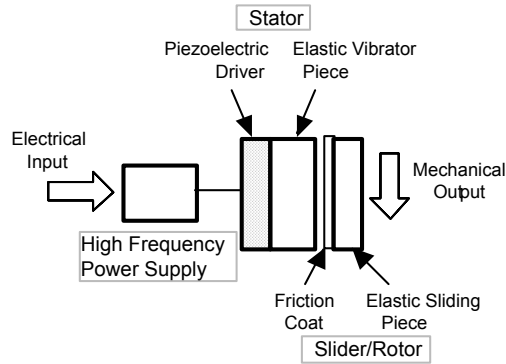 Stator
Piezoelectric
Driver
Elastic Vibrator
Piece
Electrical
Input
Mechanical
Output
High Frequency
Power Supply
Friction
Coat
Elastic Sliding
Piece
Slider/Rotor